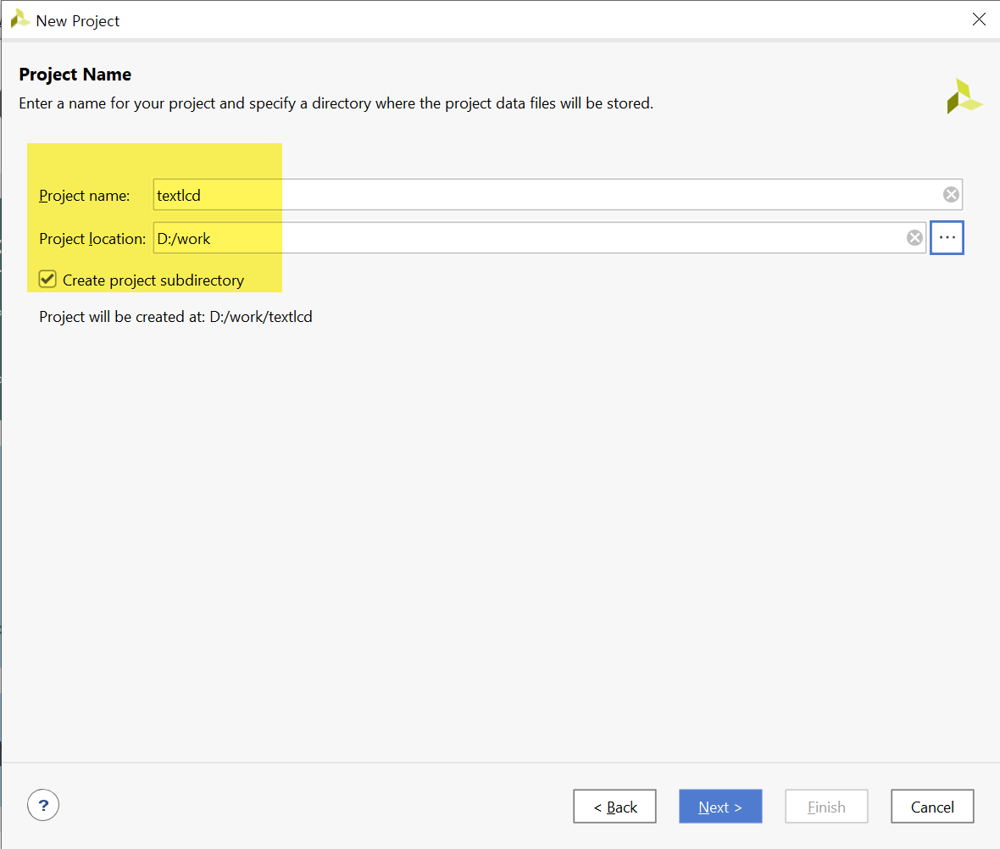 New Project
Project Name
Enter a name for your project and specify a directory where the project data files will be stored.
Project name: textlcd
Project location: D:/work ···
Create project subdirectory
Project will be created at: D:/work/textlcd
? < Back Next > Finish Cancel